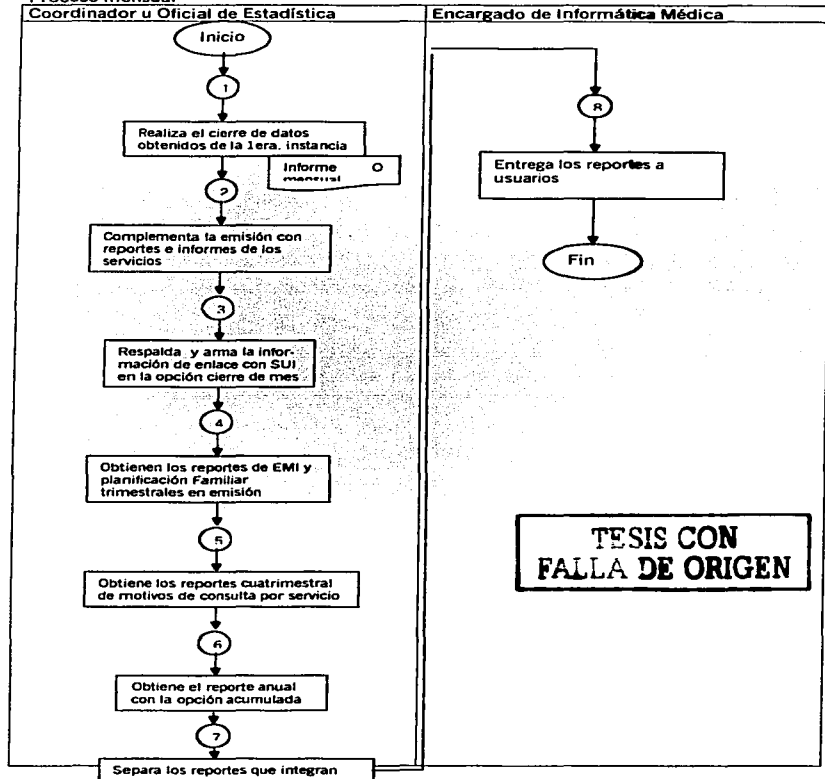 Proceso mensual
Coordinador u Oficial de Estadística
Inicio
1
Realiza el cierre de datos
obtenidos de la 1era. instancia
Informe O
mensual
2
Complementa la emisión con
reportes e informes de los
servicios
3
Respalda y arma la infor-
mación de enlace con SUI
en la opción cierre de mes
4
Obtienen los reportes de EMI y
planificación Familiar
trimestrales en emisión
5
Obtiene los reportes cuatrimestral
de motivos de consulta por servicio
6
Obtiene el reporte anual
con la opción acumulada
7
Separa los reportes que integran
Encargado de Informática Médica
8
Entrega los reportes a
usuarios
Fin
TESIS CON
FALLA DE ORIGEN